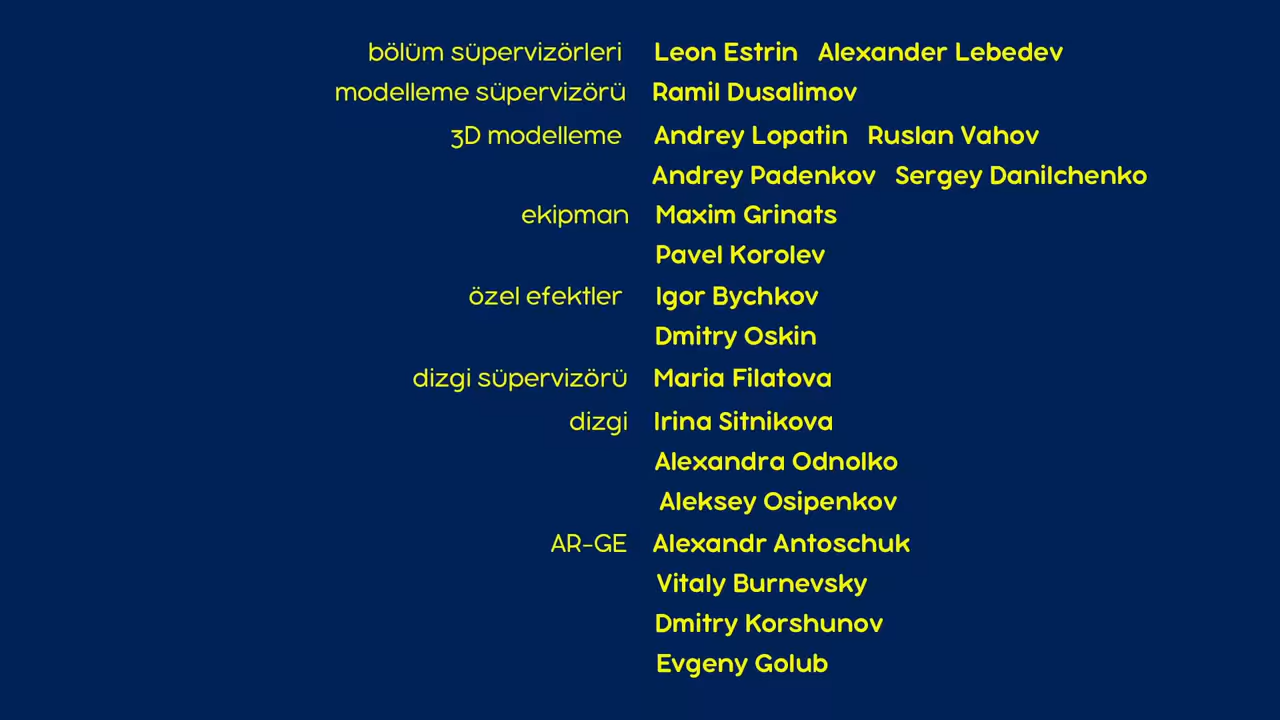 bölüm süpervizörleri Leon Estrin Alexander Lebedev
modelleme süpervizörü Ramil Dusalimov
3D modelleme Andrey Lopatin Ruslan Vahov
Andrey Padenkov Sergey Danilchenko
ekipman Maxim Grinats
Pavel Korolev
özel efektler Igor Bychkov
Dmitry Oskin
dizgi süpervizörü Maria Filatova
dizgi Irina Sitnikova
Alexandra Odnolko
Aleksey Osipenkov
AR-GE Alexandr Antoschuk
Vitaly Burnevsky
Dmitry Korshunov
Evgeny Golub